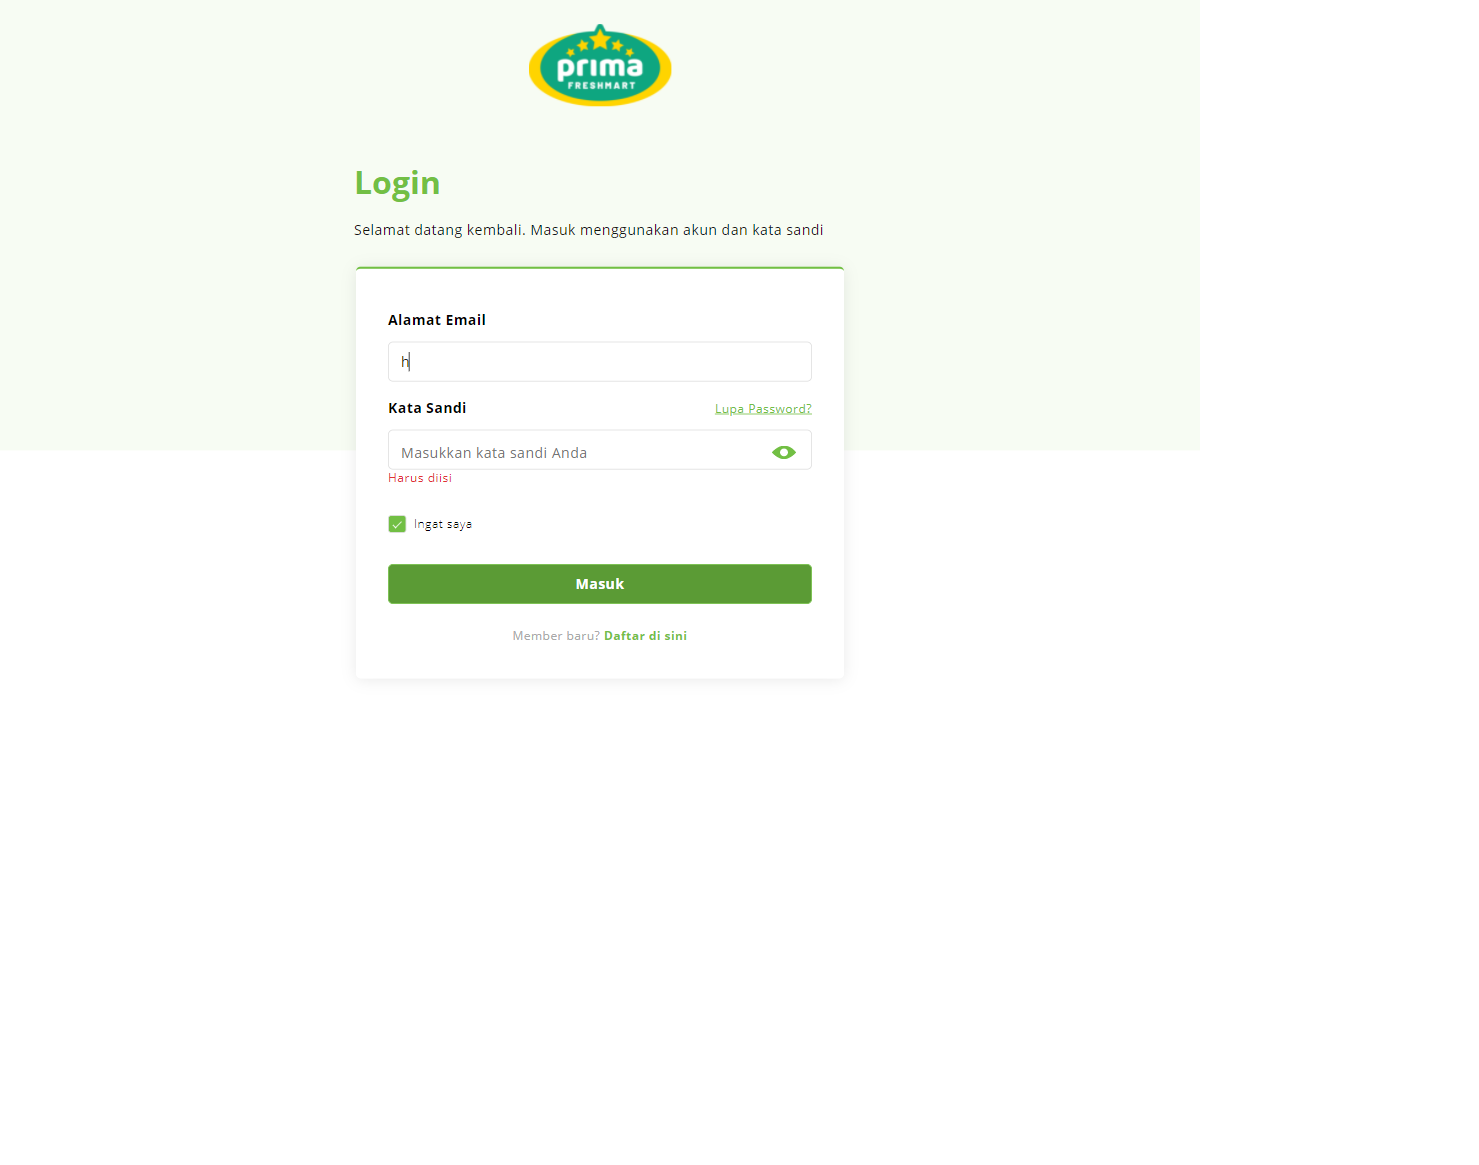 prima
FRESHMART
Login
Selamat datang kembali. Masuk menggunakan akun dan kata sandi
Alamat Email
h
Kata Sandi
Lupa Password?
Masukkan kata sandi Anda
Harus diisi
Ingat saya
Masuk
Member baru? Daftar di sini